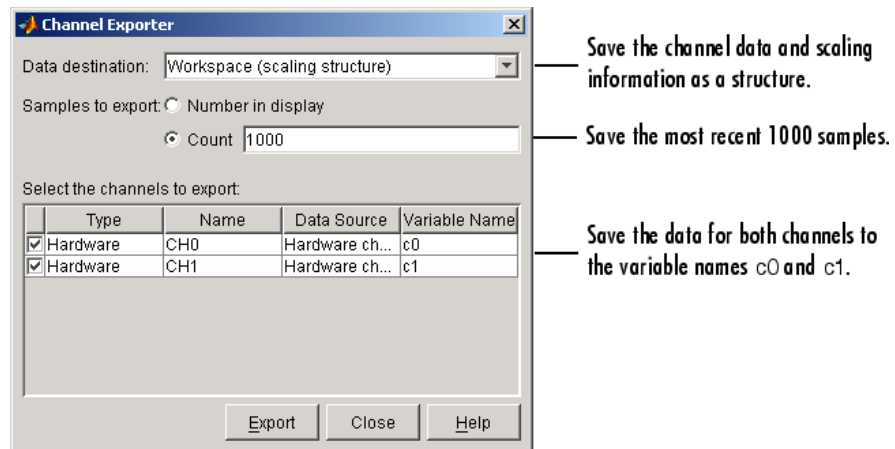 Channel Exporter
Data destination: Workspace (scaling structure)
Save the channel data and scaling
information as a structure.
Samples to export: Number in display
Count 1000
Save the most recent 1000 samples.
Select the channels to export:
Type Name Data Source Variable Name
Hardware CH0 Hardware ch... c0
Hardware CH1 Hardware ch... c1
Save the data for both channels to
the variable names c0 and c1.
Export Close Help